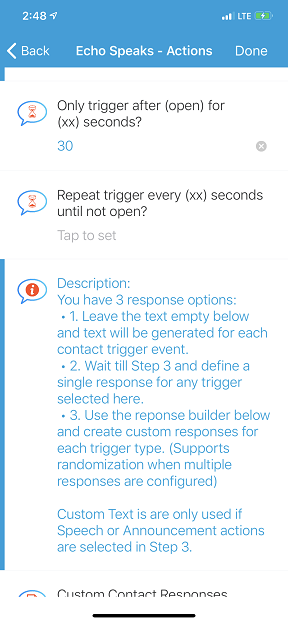 2:48 LTE
Back Echo Speaks - Actions Done
Only trigger after (open) for
(xx) seconds?
30
Repeat trigger every (xx) seconds
until not open?
Tap to set
Description:
You have 3 response options:
• 1. Leave the text empty below
and text will be generated for each
contact trigger event.
• 2. Wait till Step 3 and define a
single response for any trigger
selected here.
• 3. Use the reponse builder below
and create custom responses for
each trigger type. (Supports
randomization when multiple
responses are configured)
Custom Text is are only used if
Speech or Announcement actions
are selected in Step 3.
Custom Contact Responses